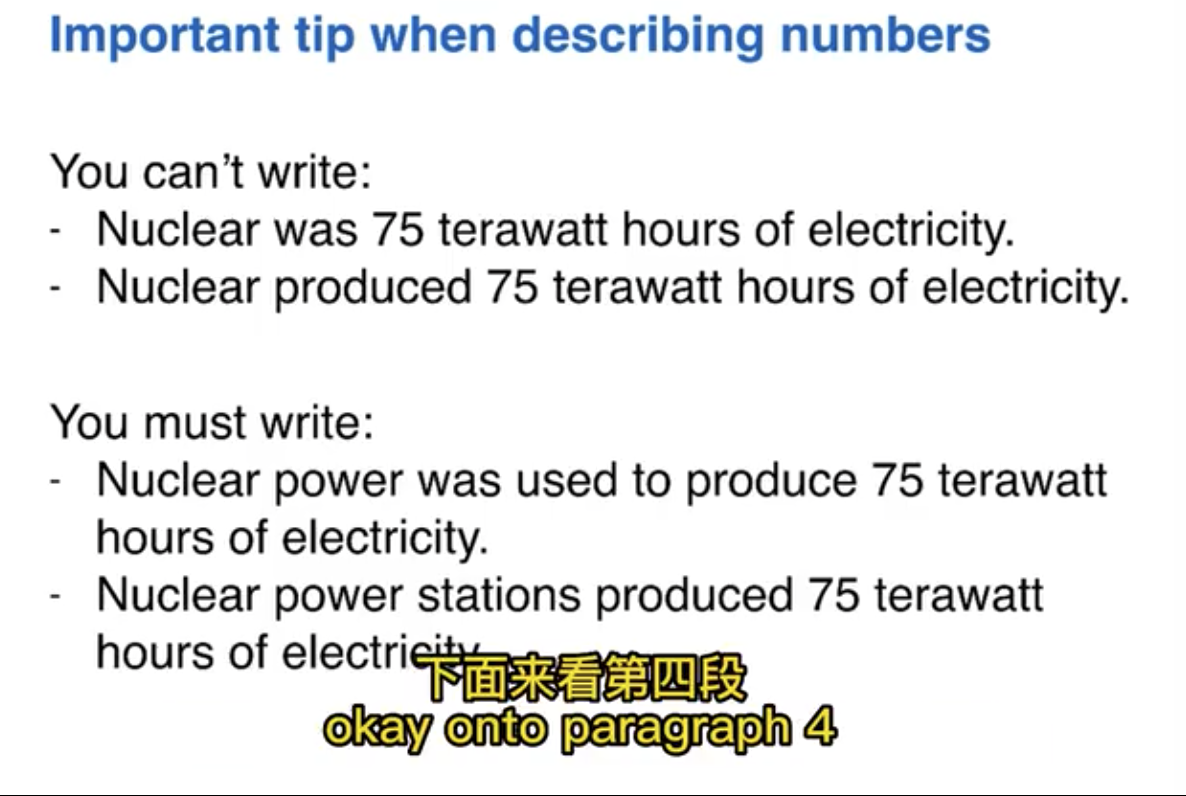 Important tip when describing numbers
You can't write:
- Nuclear was 75 terawatt hours of electricity.
- Nuclear produced 75 terawatt hours of electricity.
You must write:
- Nuclear power was used to produce 75 terawatt
hours of electricity.
- Nuclear power stations produced 75 terawatt
hours of electricity
下面来看第四段
okay onto paragraph 4